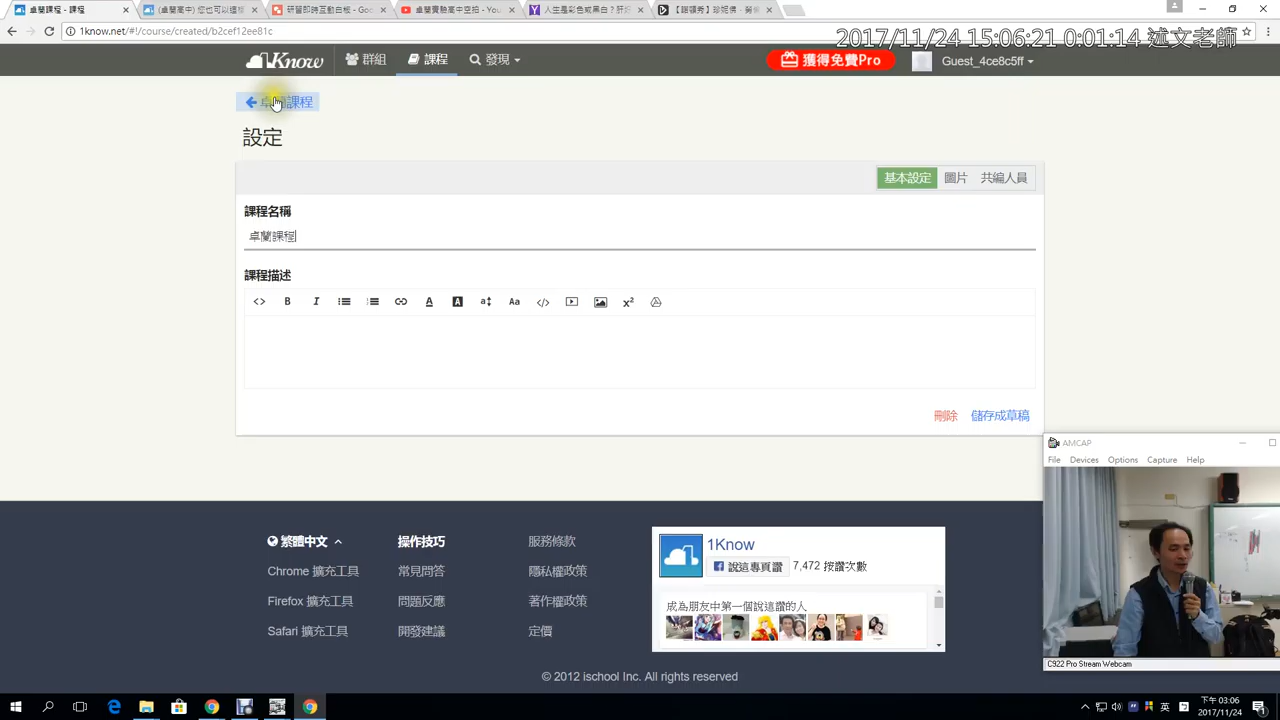 卓蘭課程 - 課程
(卓蘭高中) 您也可以這樣
研習即時互動白板 - Goo
卓蘭實驗高中空拍 - You
人生是彩色或黑白？肝
1know.net/#!/course/created/b2cef12ee81c
2017/11/24 15:06:21 0:01:14 述文老師
1Know
群組
課程
發現
獲得免費Pro
Guest_4ce8c5ff
卓蘭課程
設定
基本設定
圖片
共編人員
課程名稱
卓蘭課程
課程描述
刪除
儲存成草稿
AMCAP
File Devices Options Capture Help
C922 Pro Stream Webcam
繁體中文
操作技巧
服務條款
Chrome 擴充工具
常見問答
隱私權政策
Firefox 擴充工具
問題反應
著作權政策
Safari 擴充工具
開發建議
定價
1Know
說這專頁讚
7,472 按讚次數
成為朋友中第一個說這讚的人
© 2012 ischool Inc. All rights reserved
英
下午 03:06
2017/11/24